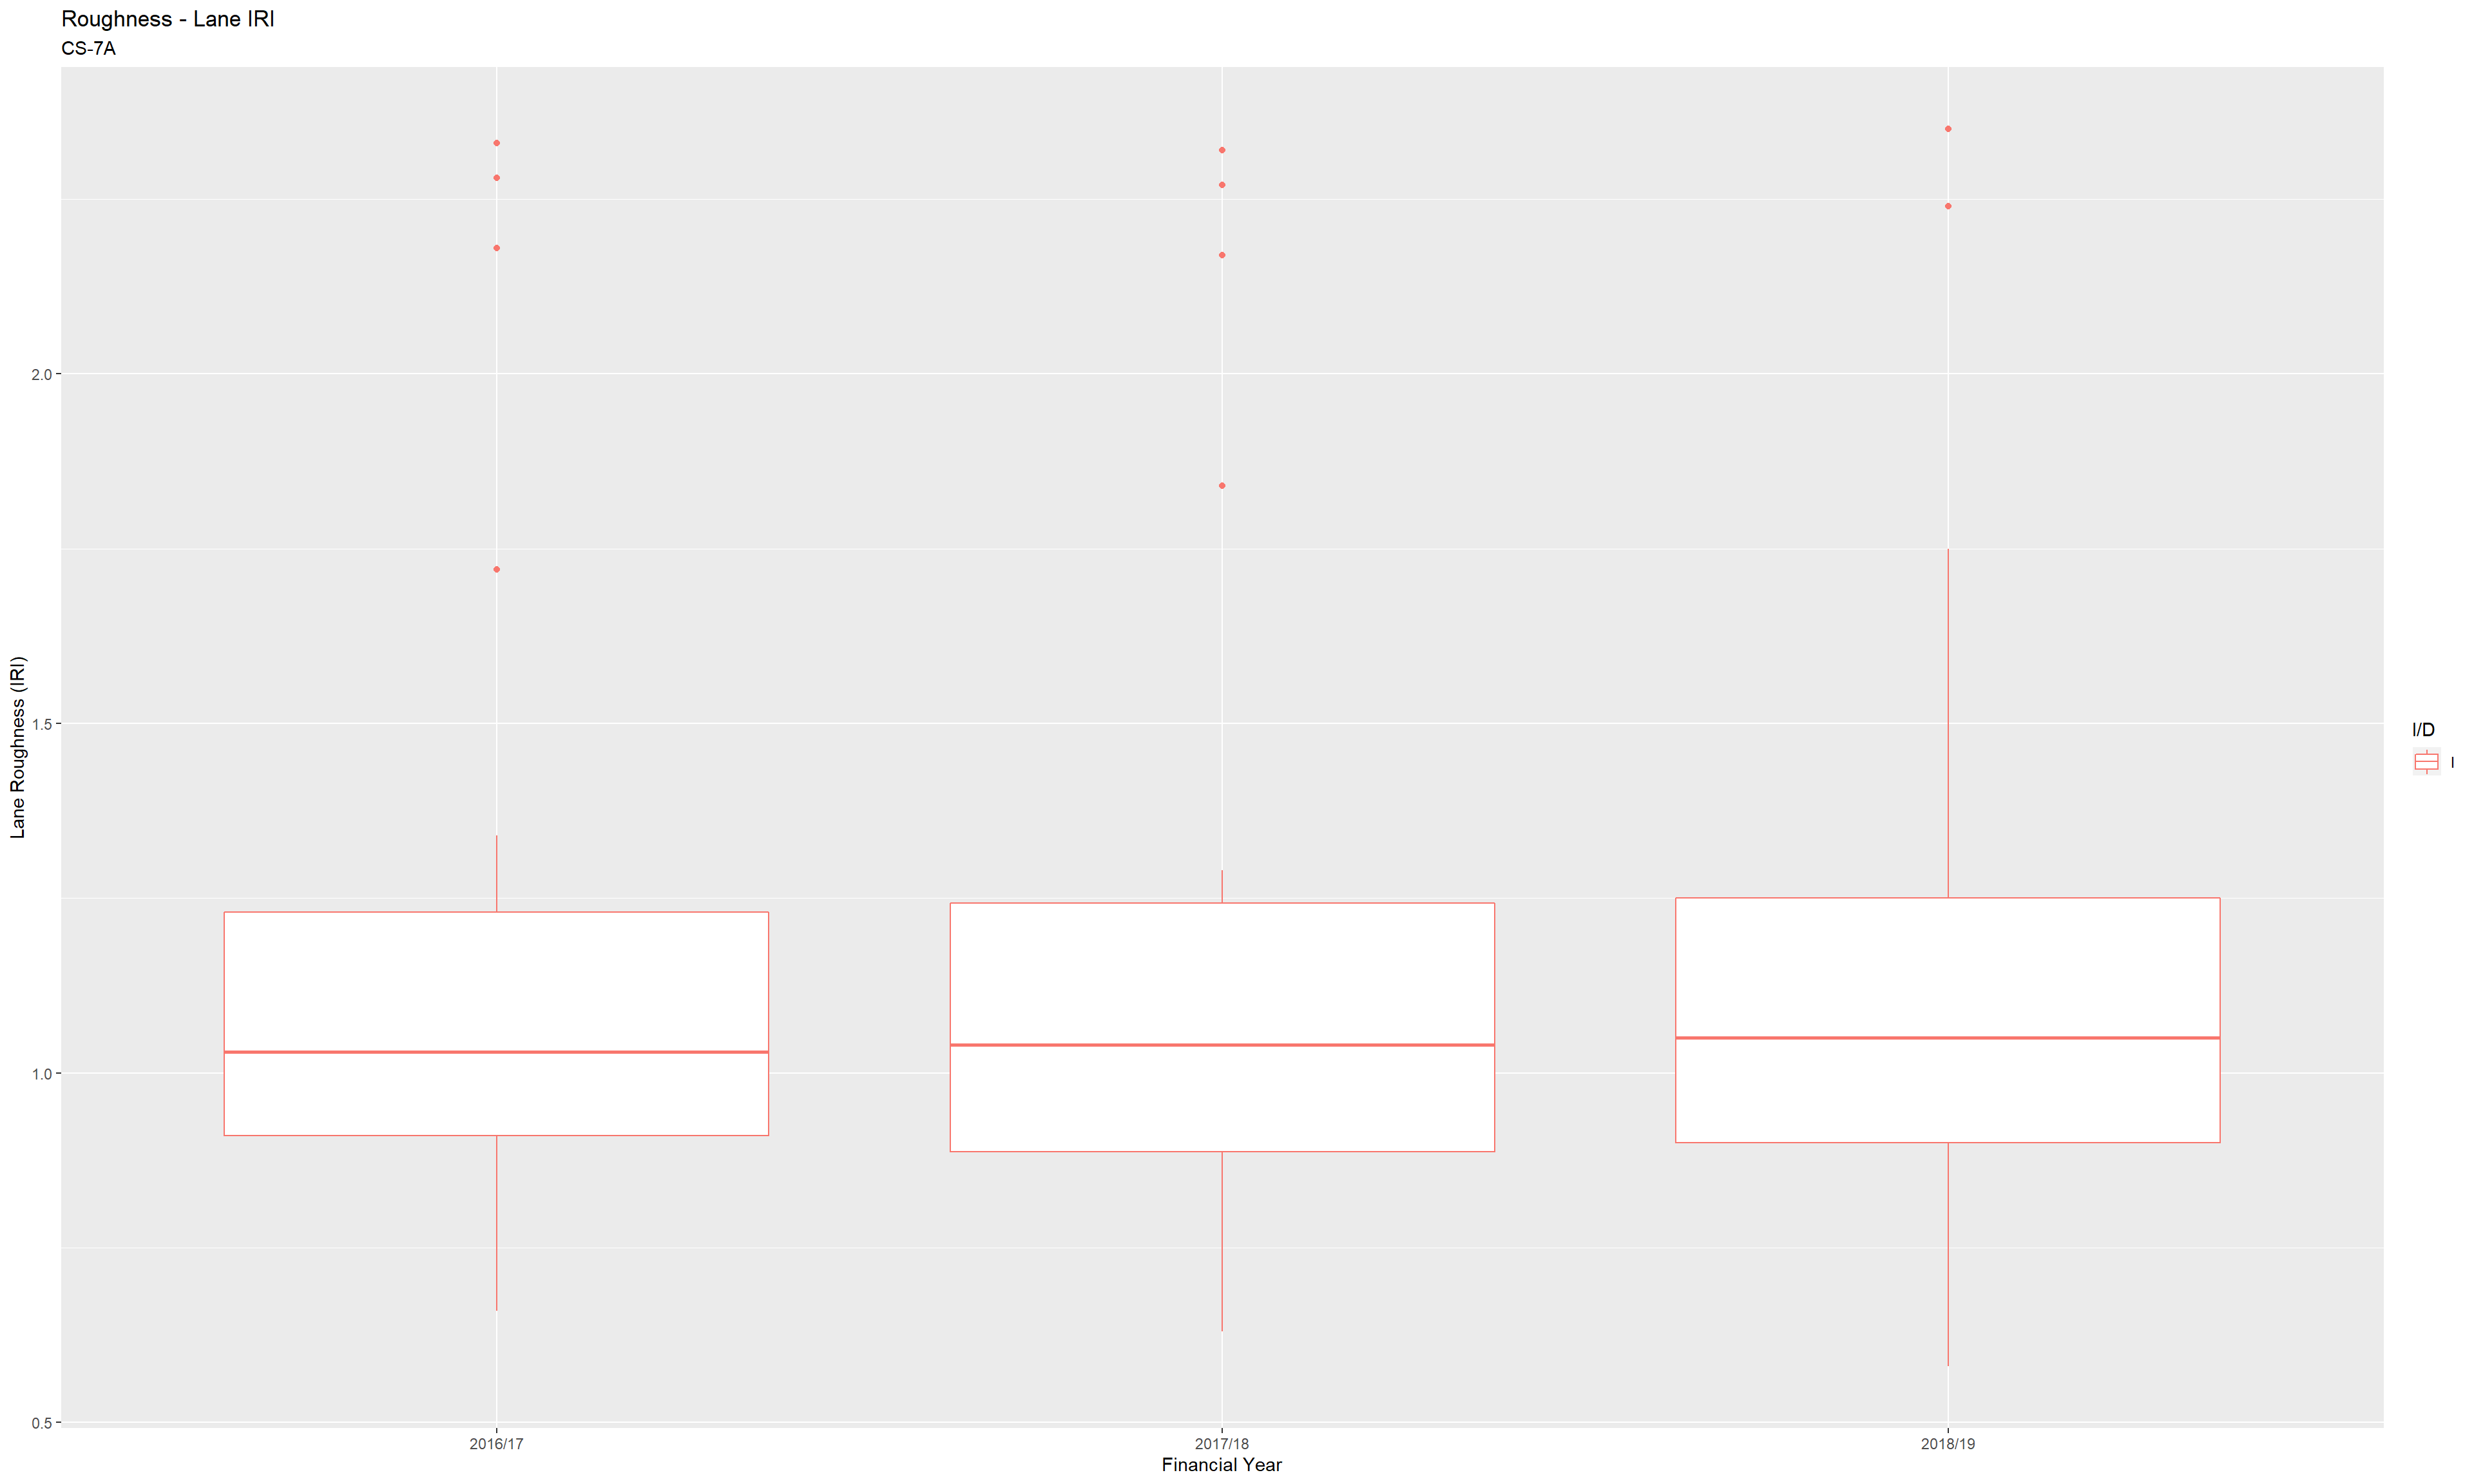 Roughness - Lane IRI
CS-7A
Lane Roughness (IRI)
2.0
1.5
1.0
0.5
2016/17
2017/18
2018/19
Financial Year
I/D
I